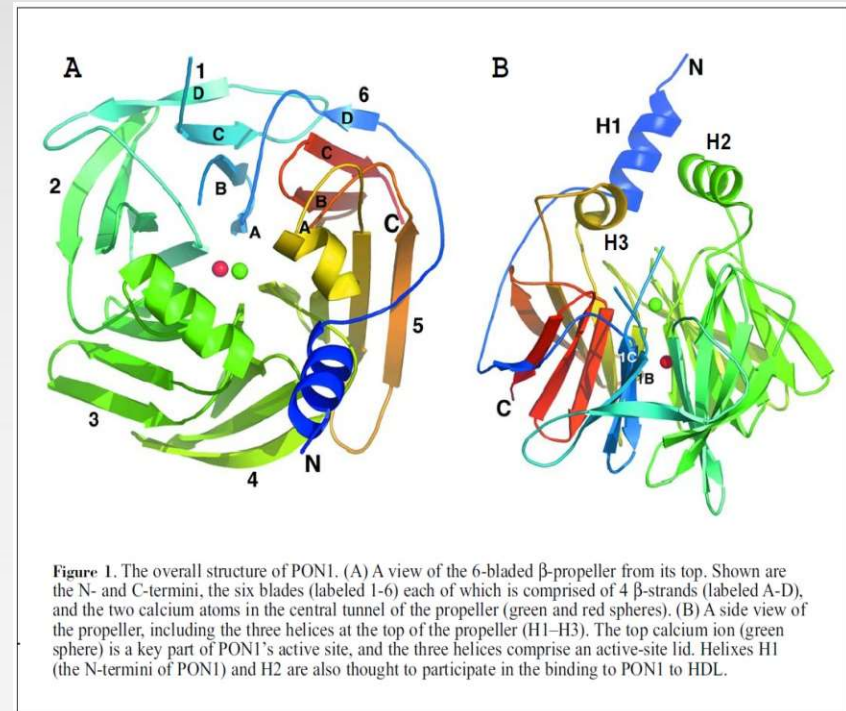 A
1
D
C
B
A
6
D
C
B
A
C
2
3
4
5
N
B
N
H1
H2
H3
1C
1B
C
Figure 1. The overall structure of PON1. (A) A view of the 6-bladed β-propeller from its top. Shown are
the N- and C-termini, the six blades (labeled 1-6) each of which is comprised of 4 β-strands (labeled A-D),
and the two calcium atoms in the central tunnel of the propeller (green and red spheres). (B) A side view of
the propeller, including the three helices at the top of the propeller (H1–H3). The top calcium ion (green
sphere) is a key part of PON1's active site, and the three helices comprise an active-site lid. Helixes H1
(the N-termini of PON1) and H2 are also thought to participate in the binding to PON1 to HDL.